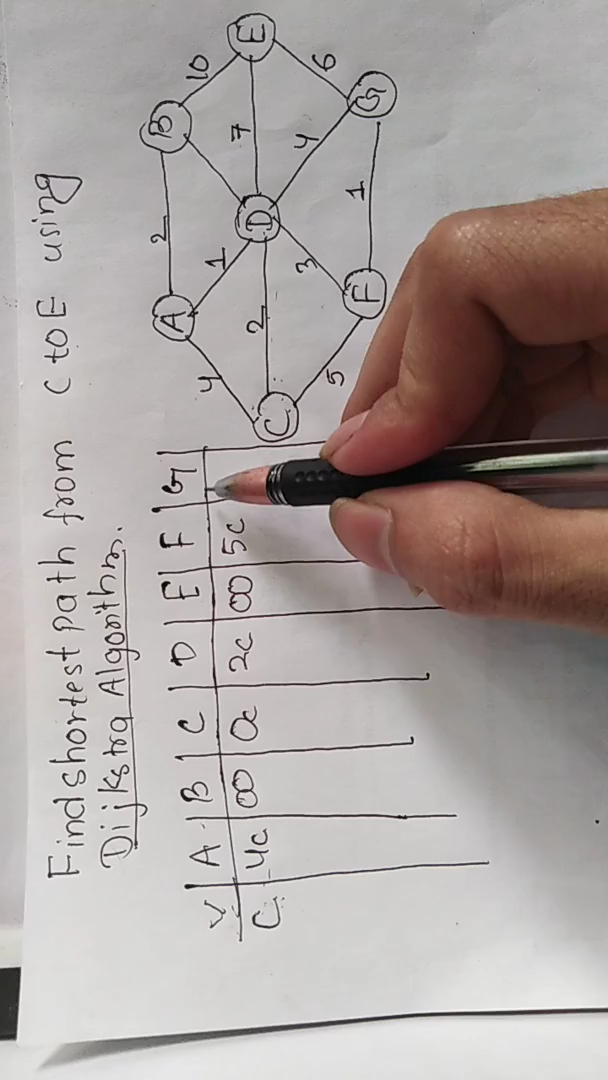 Find shortest path from C to E using
Dijkstra Algorithm.
V | A | B | C | D | E | F | G
C 4c ∞ 0c 2c ∞ 5c
A
B
C
D
E
F
G
4
2
10
1
2
7
3
4
6
5
1